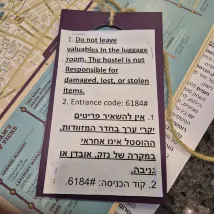 1. Do not leave
valuables In the luggage
room. The hostel is not
Responsible for
damaged, lost, or stolen
items.
2. Entrance code: 6184#
1. אין להשאיר פריטים
יקרי ערך בחדר המזוודות,
ההוסטל אינו אחראי
במקרה של נזק, אובדן או
גניבה.
2. קוד הכניסה: 6184#.